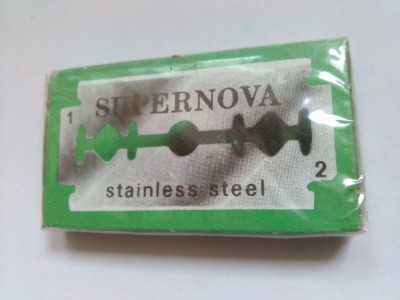 SUPERNOVA
1
2
stainless steel